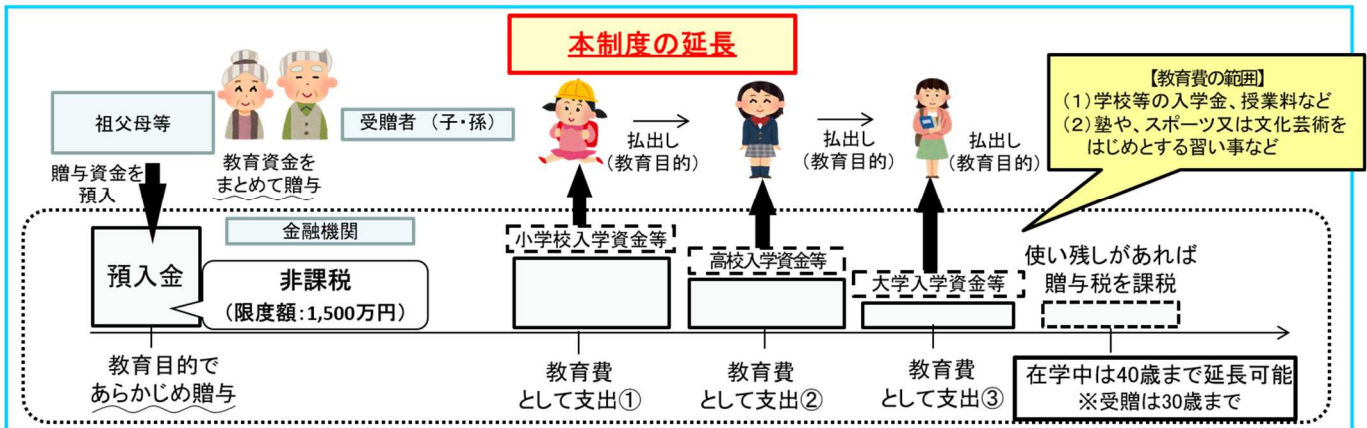 本制度の延長
祖父母等
受贈者 (子・孫)
贈与資金を
預入
教育資金を
まとめて贈与
払出し
(教育目的)
払出し
(教育目的)
払出し
(教育目的)
【教育費の範囲】
(1)学校等の入学金、授業料など
(2)塾や、スポーツ又は文化芸術を
はじめとする習い事など
金融機関
預入金
非課税
(限度額:1,500万円)
小学校入学資金等
高校入学資金等
大学入学資金等
使い残しがあれば
贈与税を課税
教育目的で
あらかじめ贈与
教育費
として支出①
教育費
として支出②
教育費
として支出③
在学中は40歳まで延長可能
※受贈は30歳まで